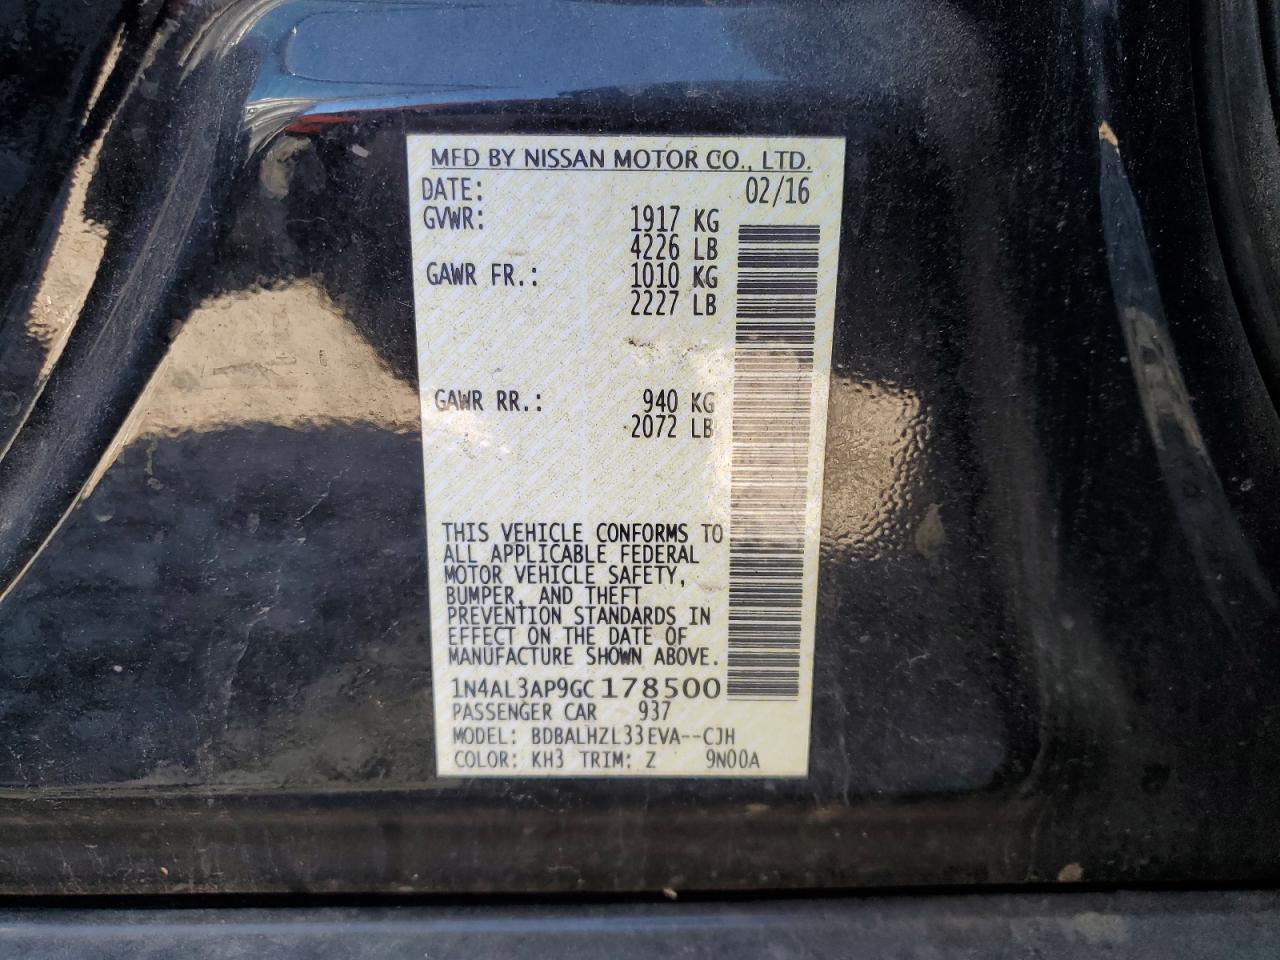 MFD BY NISSAN MOTOR CO., LTD.
DATE: 02/16
GVWR: 1917 KG
4226 LB
GAWR FR.: 1010 KG
2227 LB
GAWR RR.: 940 KG
2072 LB
THIS VEHICLE CONFORMS TO
ALL APPLICABLE FEDERAL
MOTOR VEHICLE SAFETY,
BUMPER, AND THEFT
PREVENTION STANDARDS IN
EFFECT ON THE DATE OF
MANUFACTURE SHOWN ABOVE.
1N4AL3AP9GC178500
PASSENGER CAR 937
MODEL: BDBALHZL33EVA--CJH
COLOR: KH3 TRIM: Z 9N00A